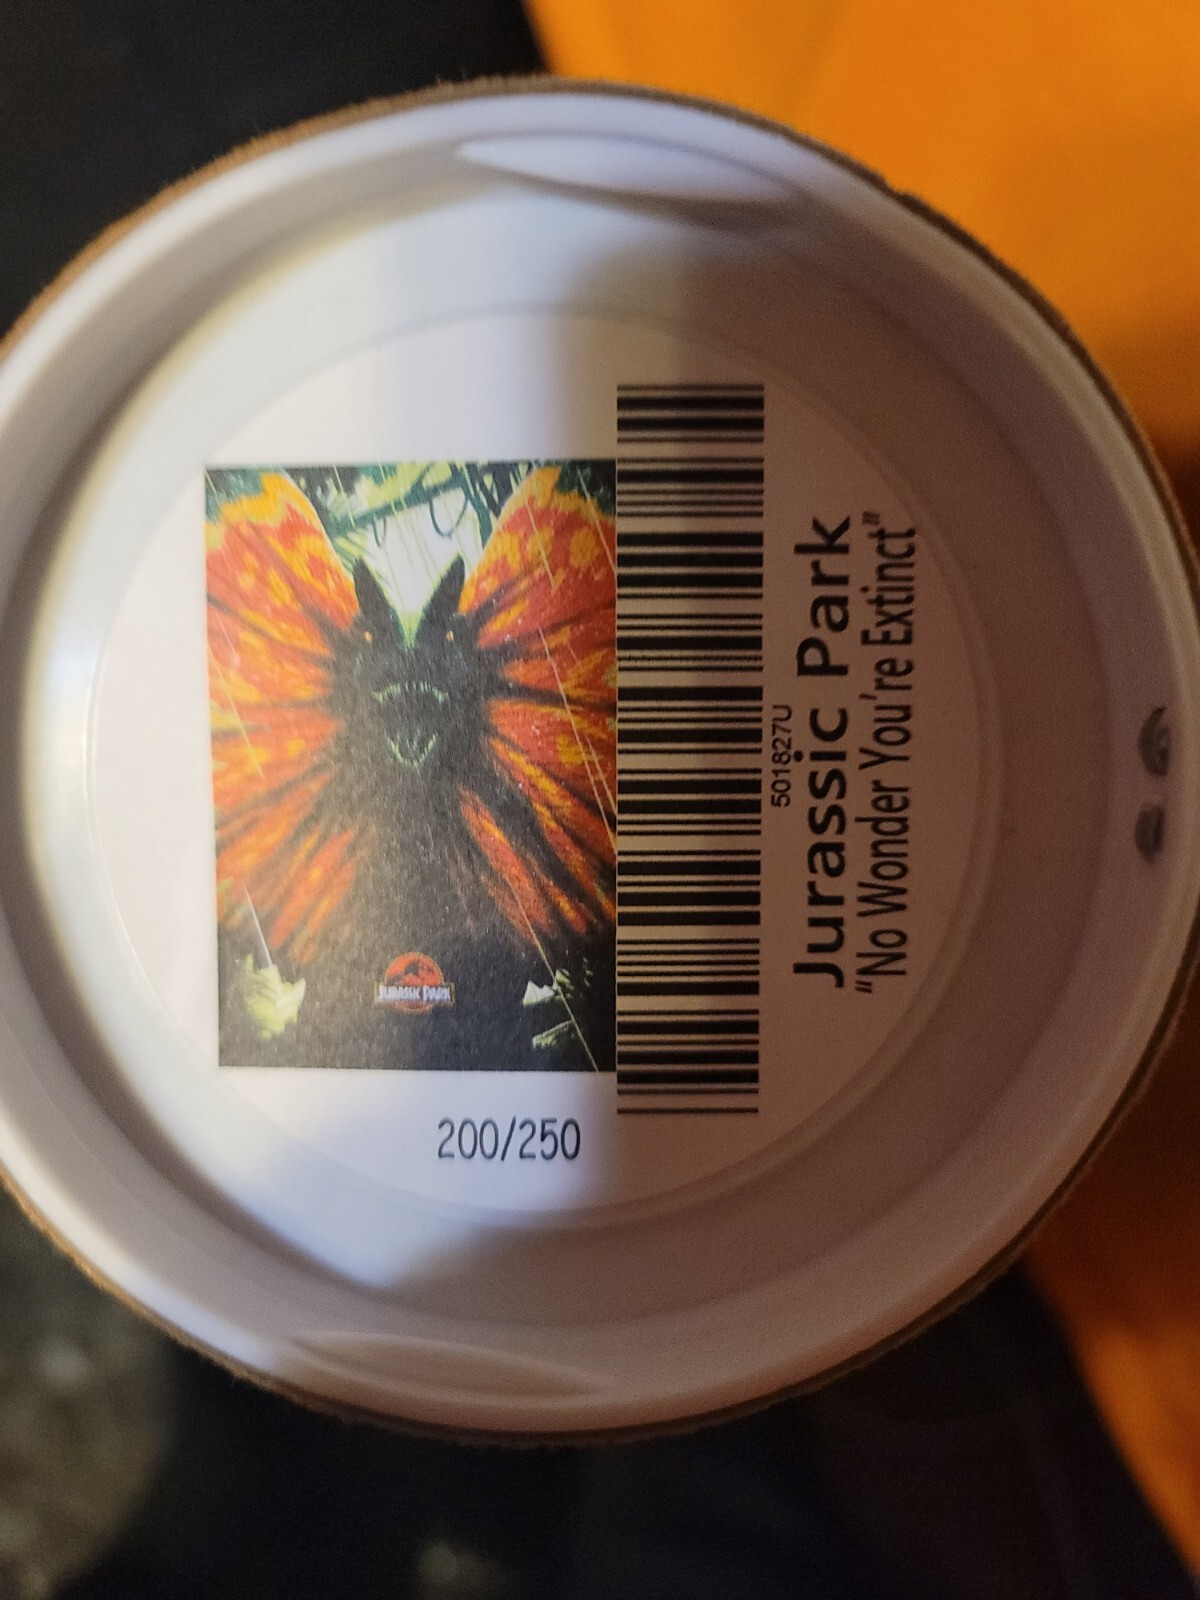 JURASSIC PARK
200/250
501827U
Jurassic Park
"No Wonder You're Extinct"